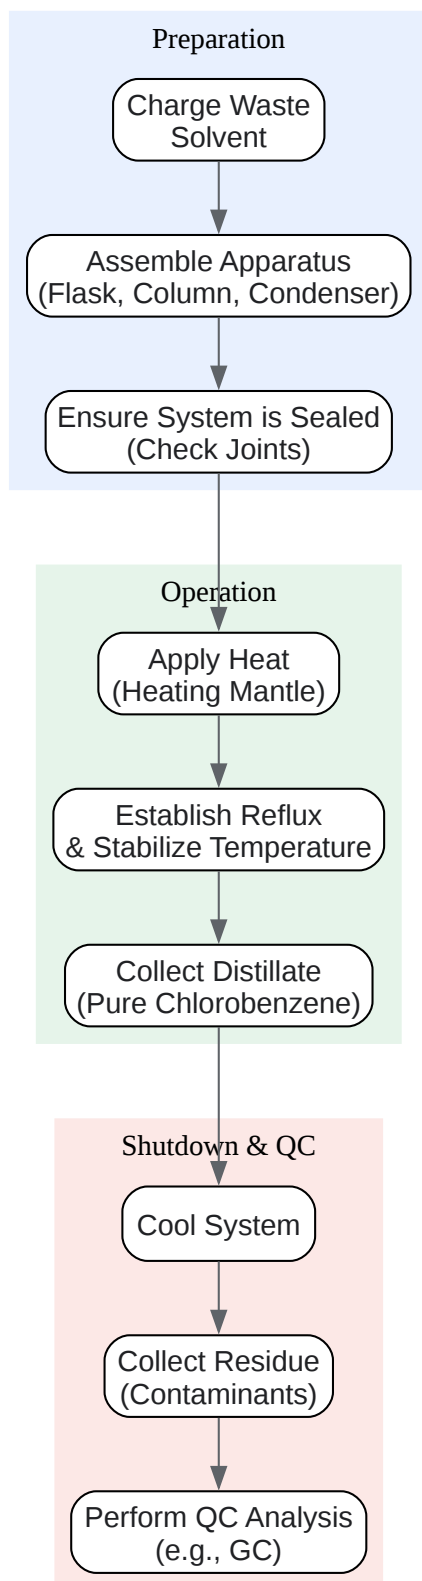 Preparation
Charge Waste
Solvent
Assemble Apparatus
(Flask, Column, Condenser)
Ensure System is Sealed
(Check Joints)
Operation
Apply Heat
(Heating Mantle)
Establish Reflux
& Stabilize Temperature
Collect Distillate
(Pure Chlorobenzene)
Shutdown & QC
Cool System
Collect Residue
(Contaminants)
Perform QC Analysis
(e.g., GC)